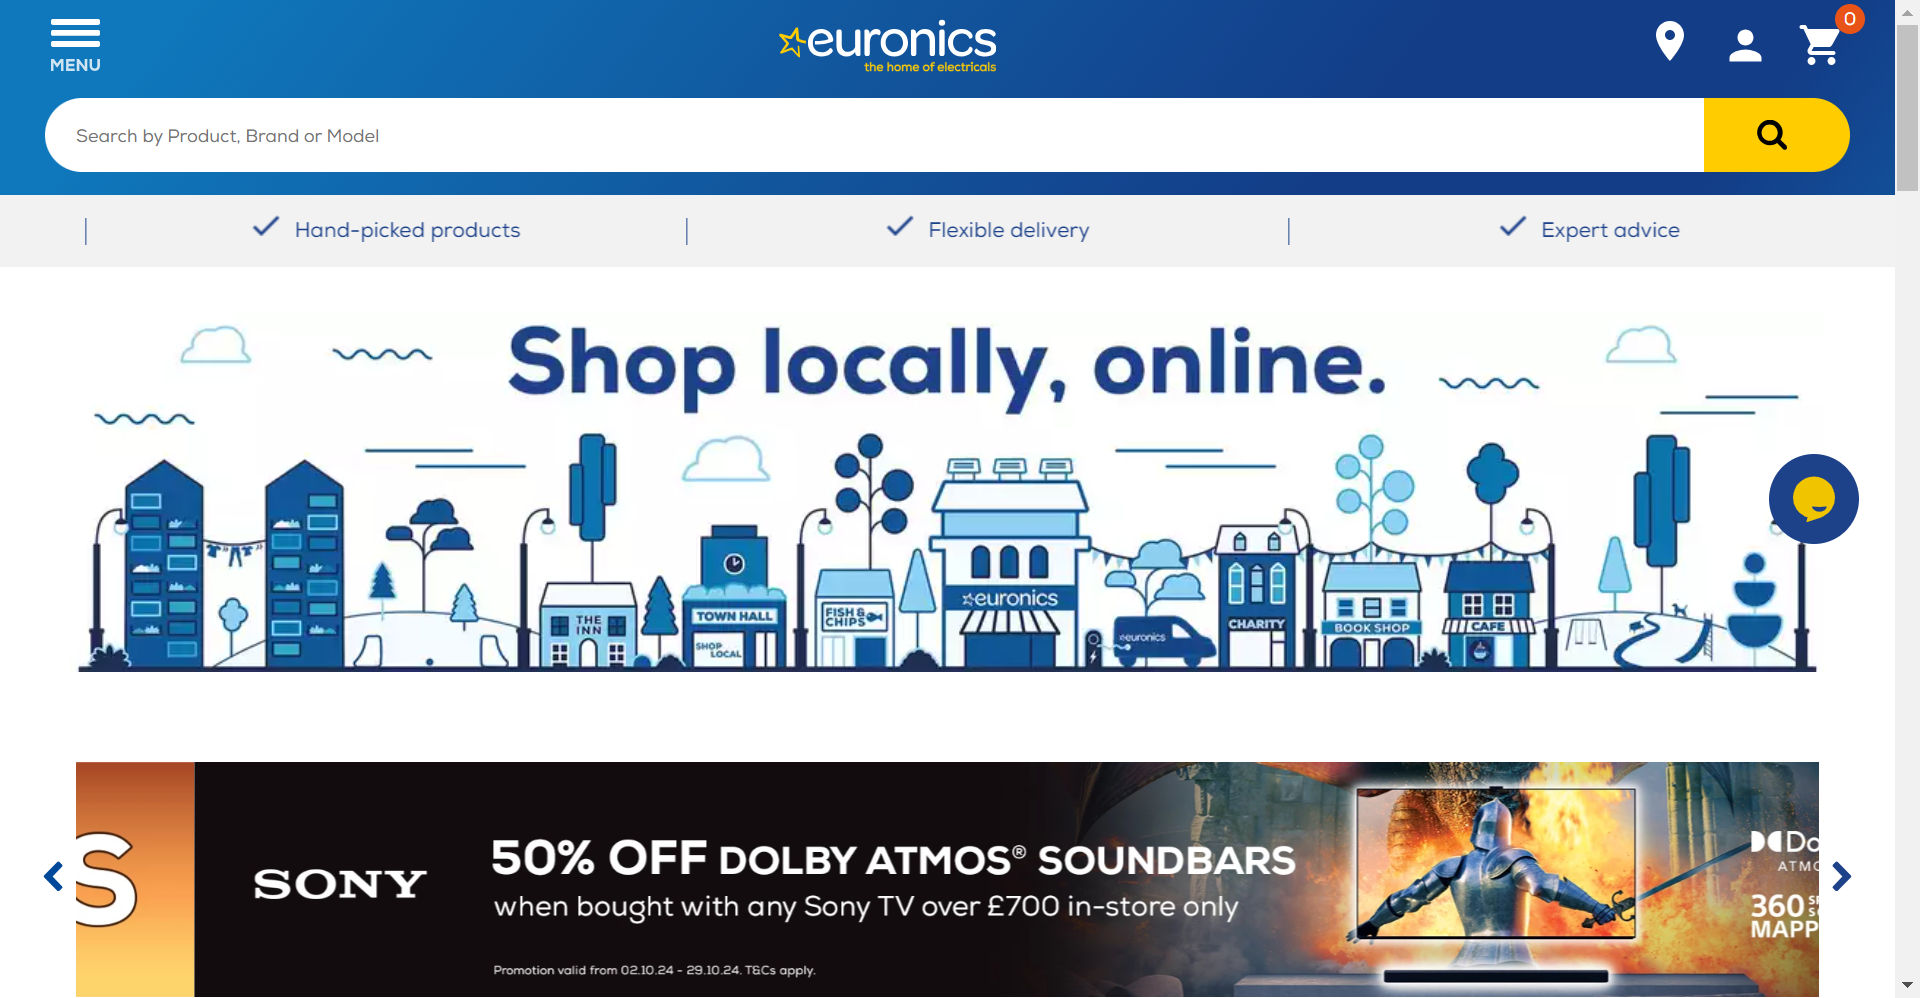 MENU
euronics
the home of electricals
0
Search by Product, Brand or Model
Hand-picked products
Flexible delivery
Expert advice
Shop locally, online.
THE
INN
TOWN HALL
SHOP
LOCAL
FISH &
CHIPS
euronics
euronics
CHARITY
BOOK SHOP
CAFE
S
SONY
50% OFF DOLBY ATMOS® SOUNDBARS
when bought with any Sony TV over £700 in-store only
Promotion valid from 02.10.24 - 29.10.24. T&Cs apply.
Do
ATM
360
MAPP